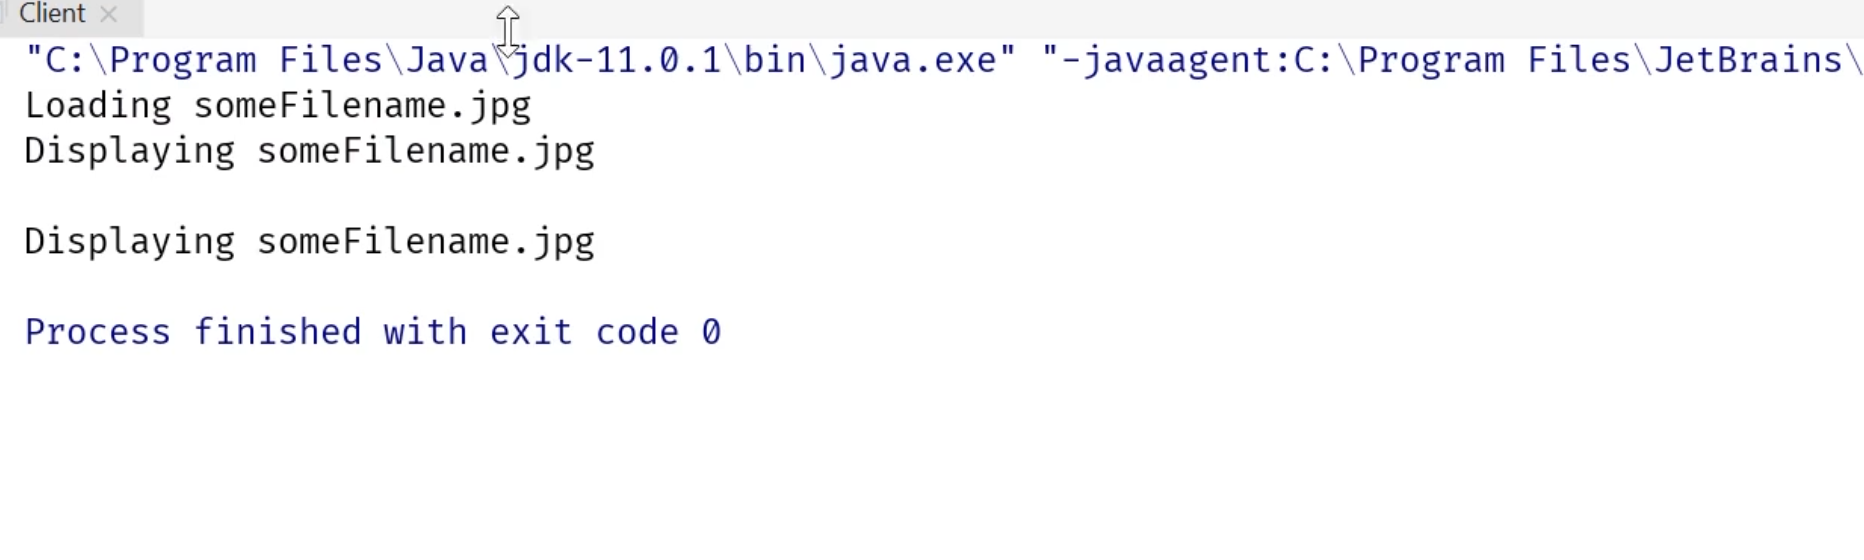 Client
"C:\Program Files\Java\jdk-11.0.1\bin\java.exe" "-javaagent:C:\Program Files\JetBrains\
Loading someFilename.jpg
Displaying someFilename.jpg
Displaying someFilename.jpg
Process finished with exit code 0